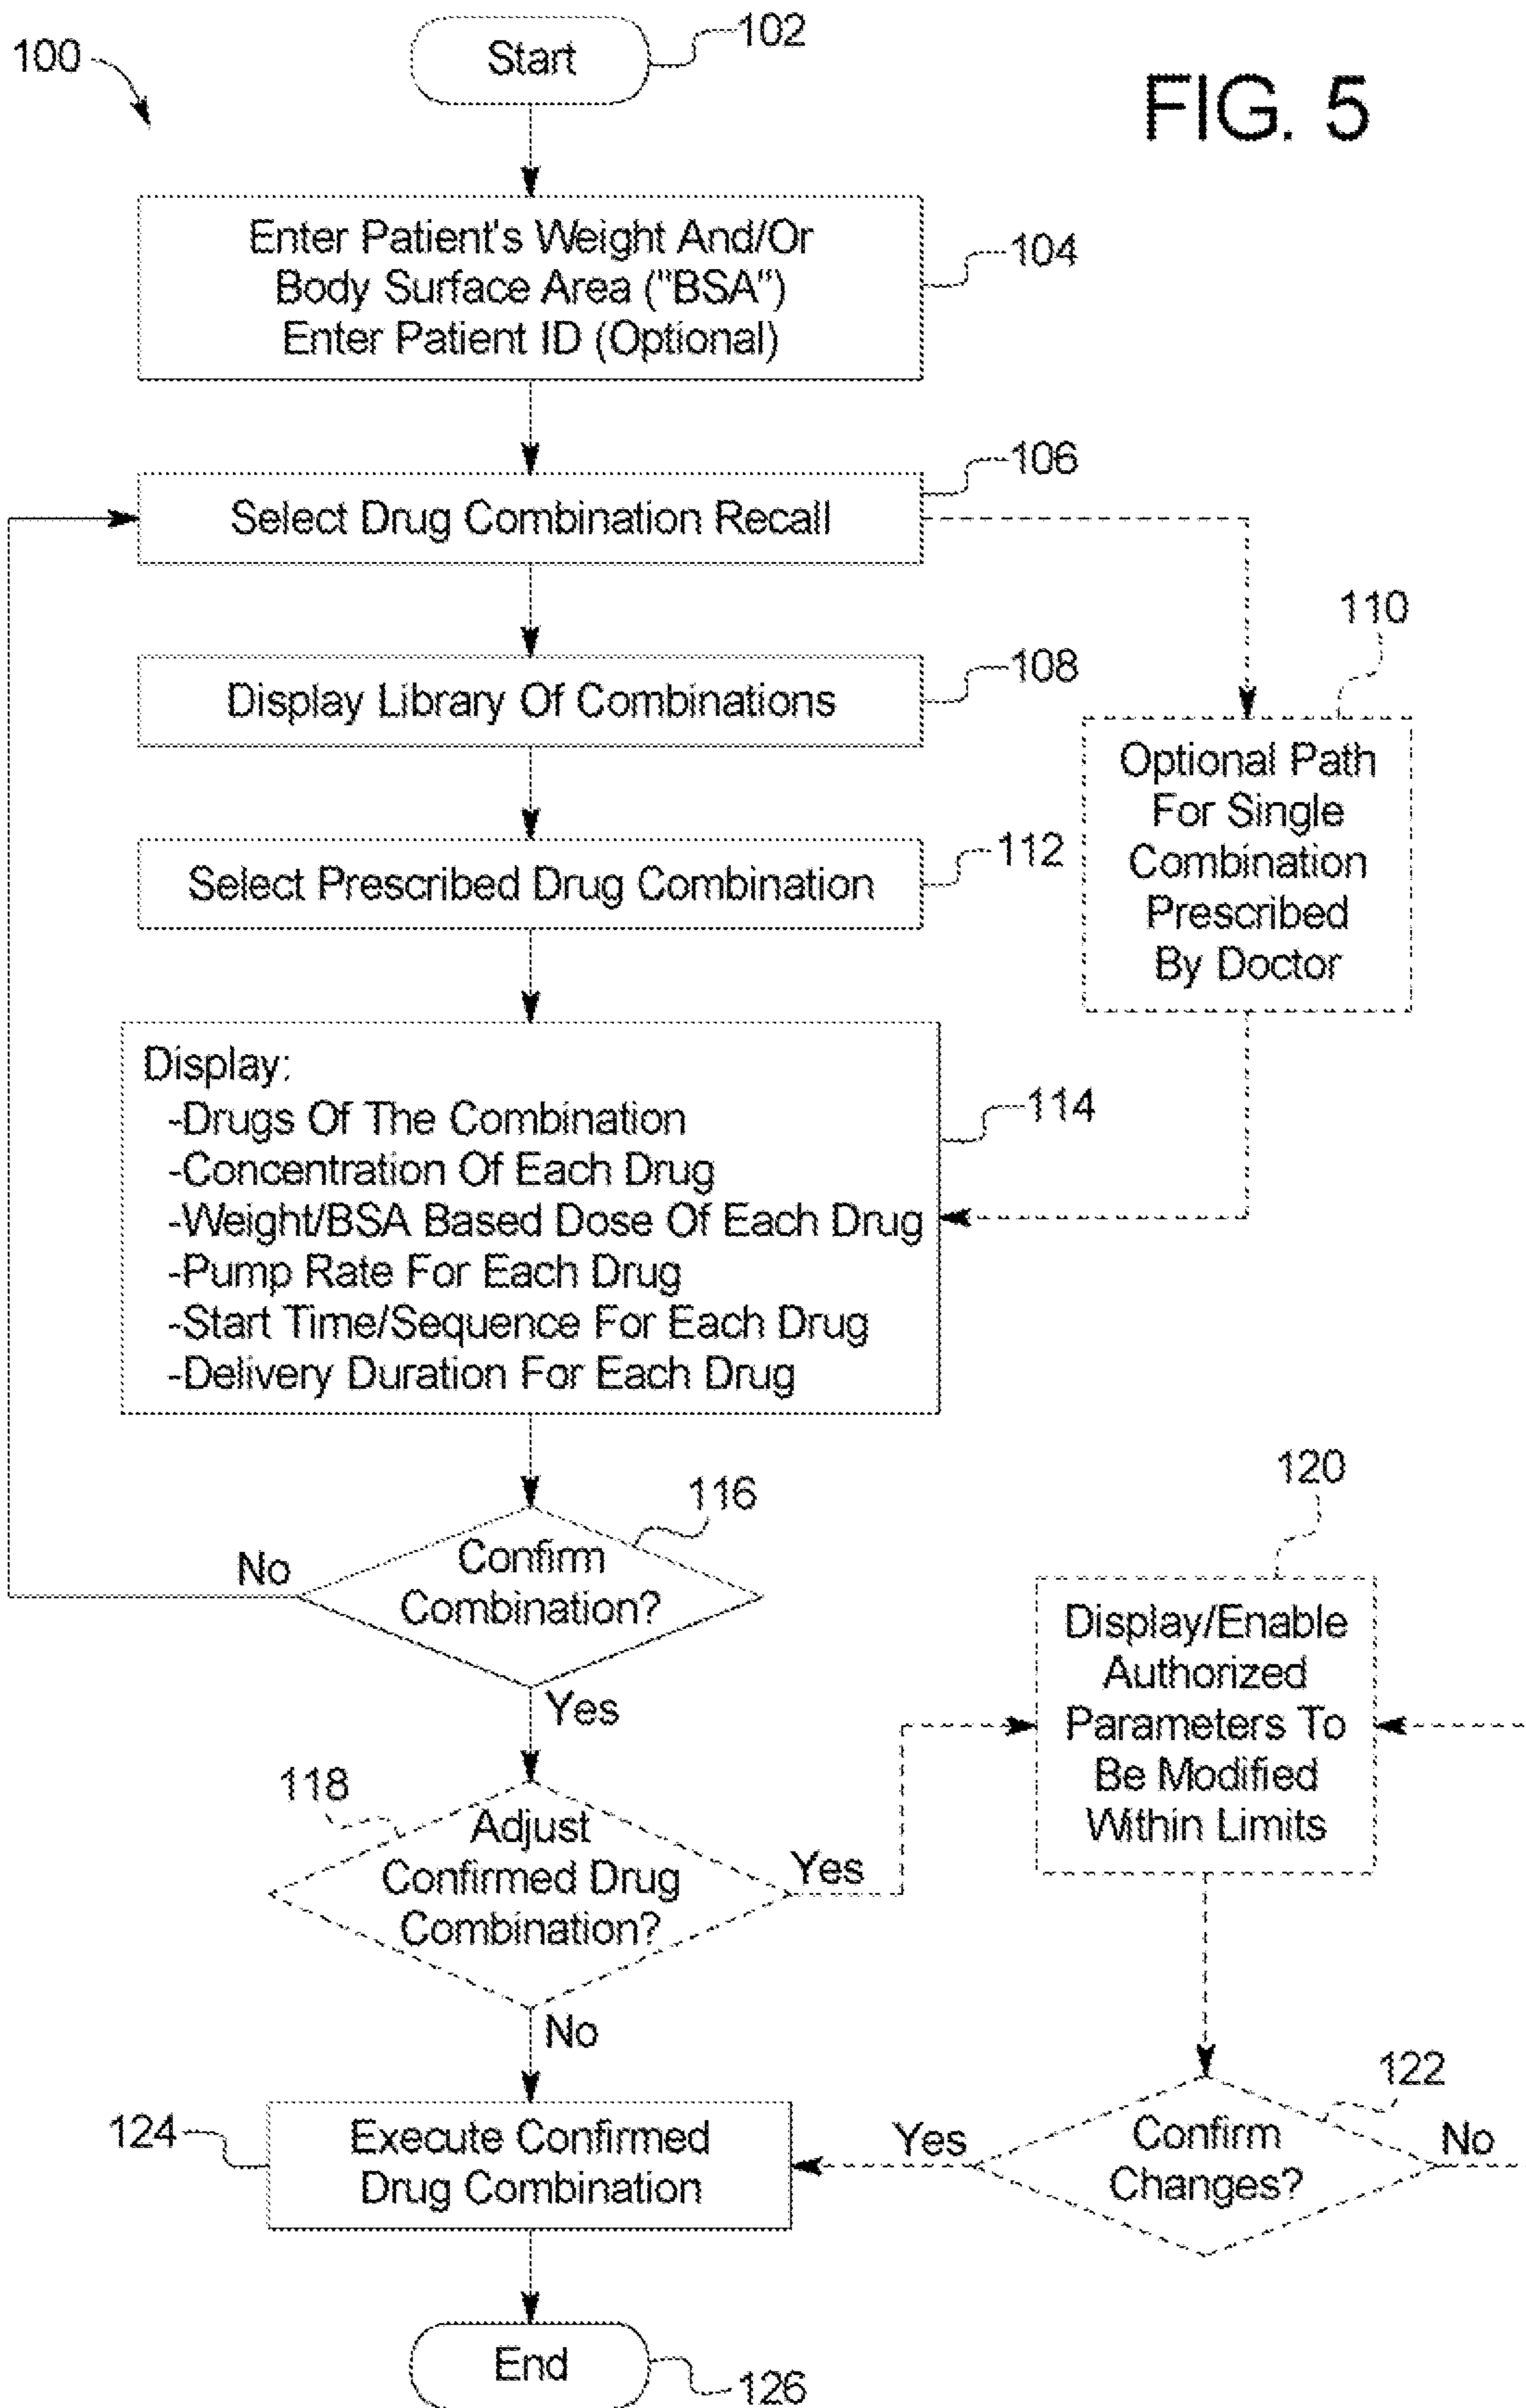 100
Start
102
FIG. 5
Enter Patient's Weight And/Or
Body Surface Area ("BSA")
Enter Patient ID (Optional)
104
Select Drug Combination Recall
106
Display Library Of Combinations
108
110
Optional Path
For Single
Combination
Prescribed
By Doctor
Select Prescribed Drug Combination
112
Display:
-Drugs Of The Combination
-Concentration Of Each Drug
-Weight/BSA Based Dose Of Each Drug
-Pump Rate For Each Drug
-Start Time/Sequence For Each Drug
-Delivery Duration For Each Drug
114
116
Confirm
Combination?
No
Yes
118
Adjust
Confirmed Drug
Combination?
Yes
No
120
Display/Enable
Authorized
Parameters To
Be Modified
Within Limits
122
Confirm
Changes?
Yes
No
124
Execute Confirmed
Drug Combination
End
126